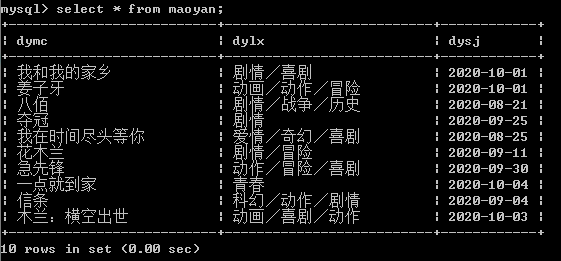 mysql> select * from maoyan;
+----------------------+----------------------+------------+
| dymc | dylx | dysj |
+----------------------+----------------------+------------+
| 我和我的家乡 | 剧情／喜剧 | 2020-10-01 |
| 姜子牙 | 动画／动作／冒险 | 2020-10-01 |
| 八佰 | 剧情／战争／历史 | 2020-08-21 |
| 夺冠 | 剧情 | 2020-09-25 |
| 我在时间尽头等你 | 爱情／奇幻／喜剧 | 2020-08-25 |
| 花木兰 | 剧情／冒险 | 2020-09-11 |
| 急先锋 | 动作／冒险／喜剧 | 2020-09-30 |
| 一点就到家 | 青春 | 2020-10-04 |
| 信条 | 科幻／动作／剧情 | 2020-09-04 |
| 木兰：横空出世 | 动画／喜剧／动作 | 2020-10-03 |
+----------------------+----------------------+------------+
10 rows in set (0.00 sec)